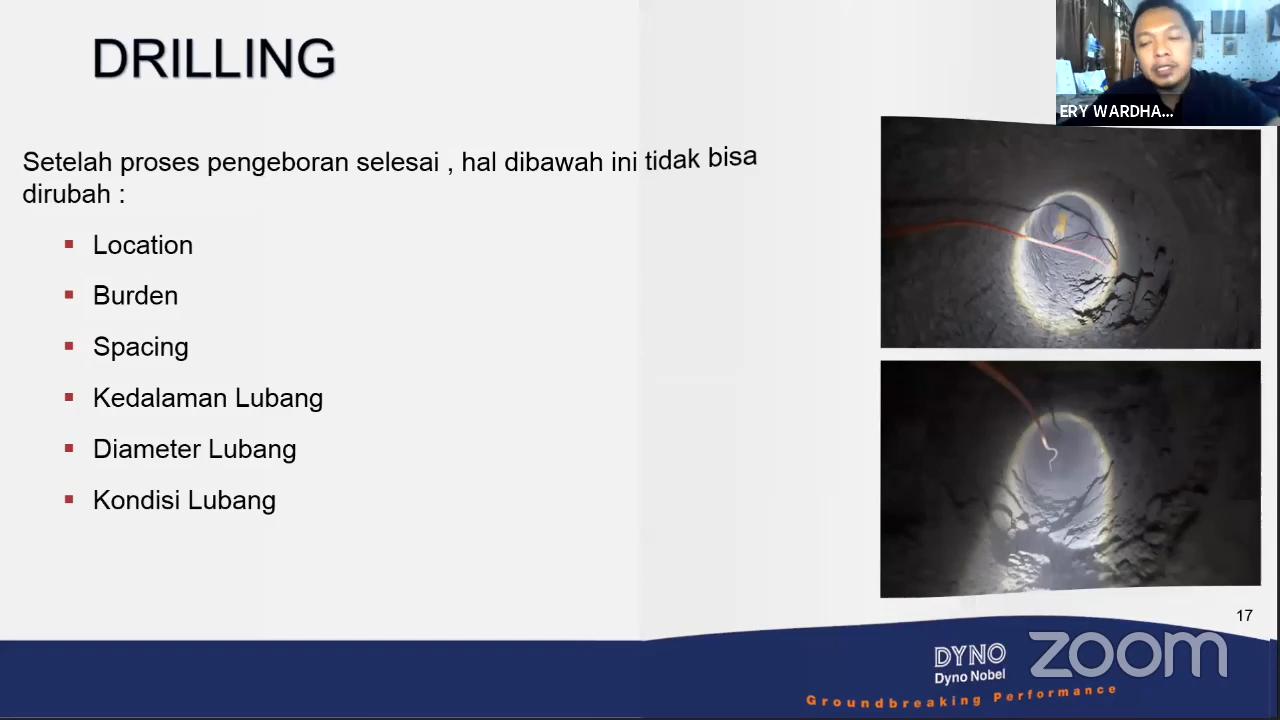 DRILLING
ERY WARDHA...
Setelah proses pengeboran selesai , hal dibawah ini tidak bisa
dirubah :
Location
Burden
Spacing
Kedalaman Lubang
Diameter Lubang
Kondisi Lubang
17
DYNO
Dyno Nobel
zoom
Groundbreaking Performance